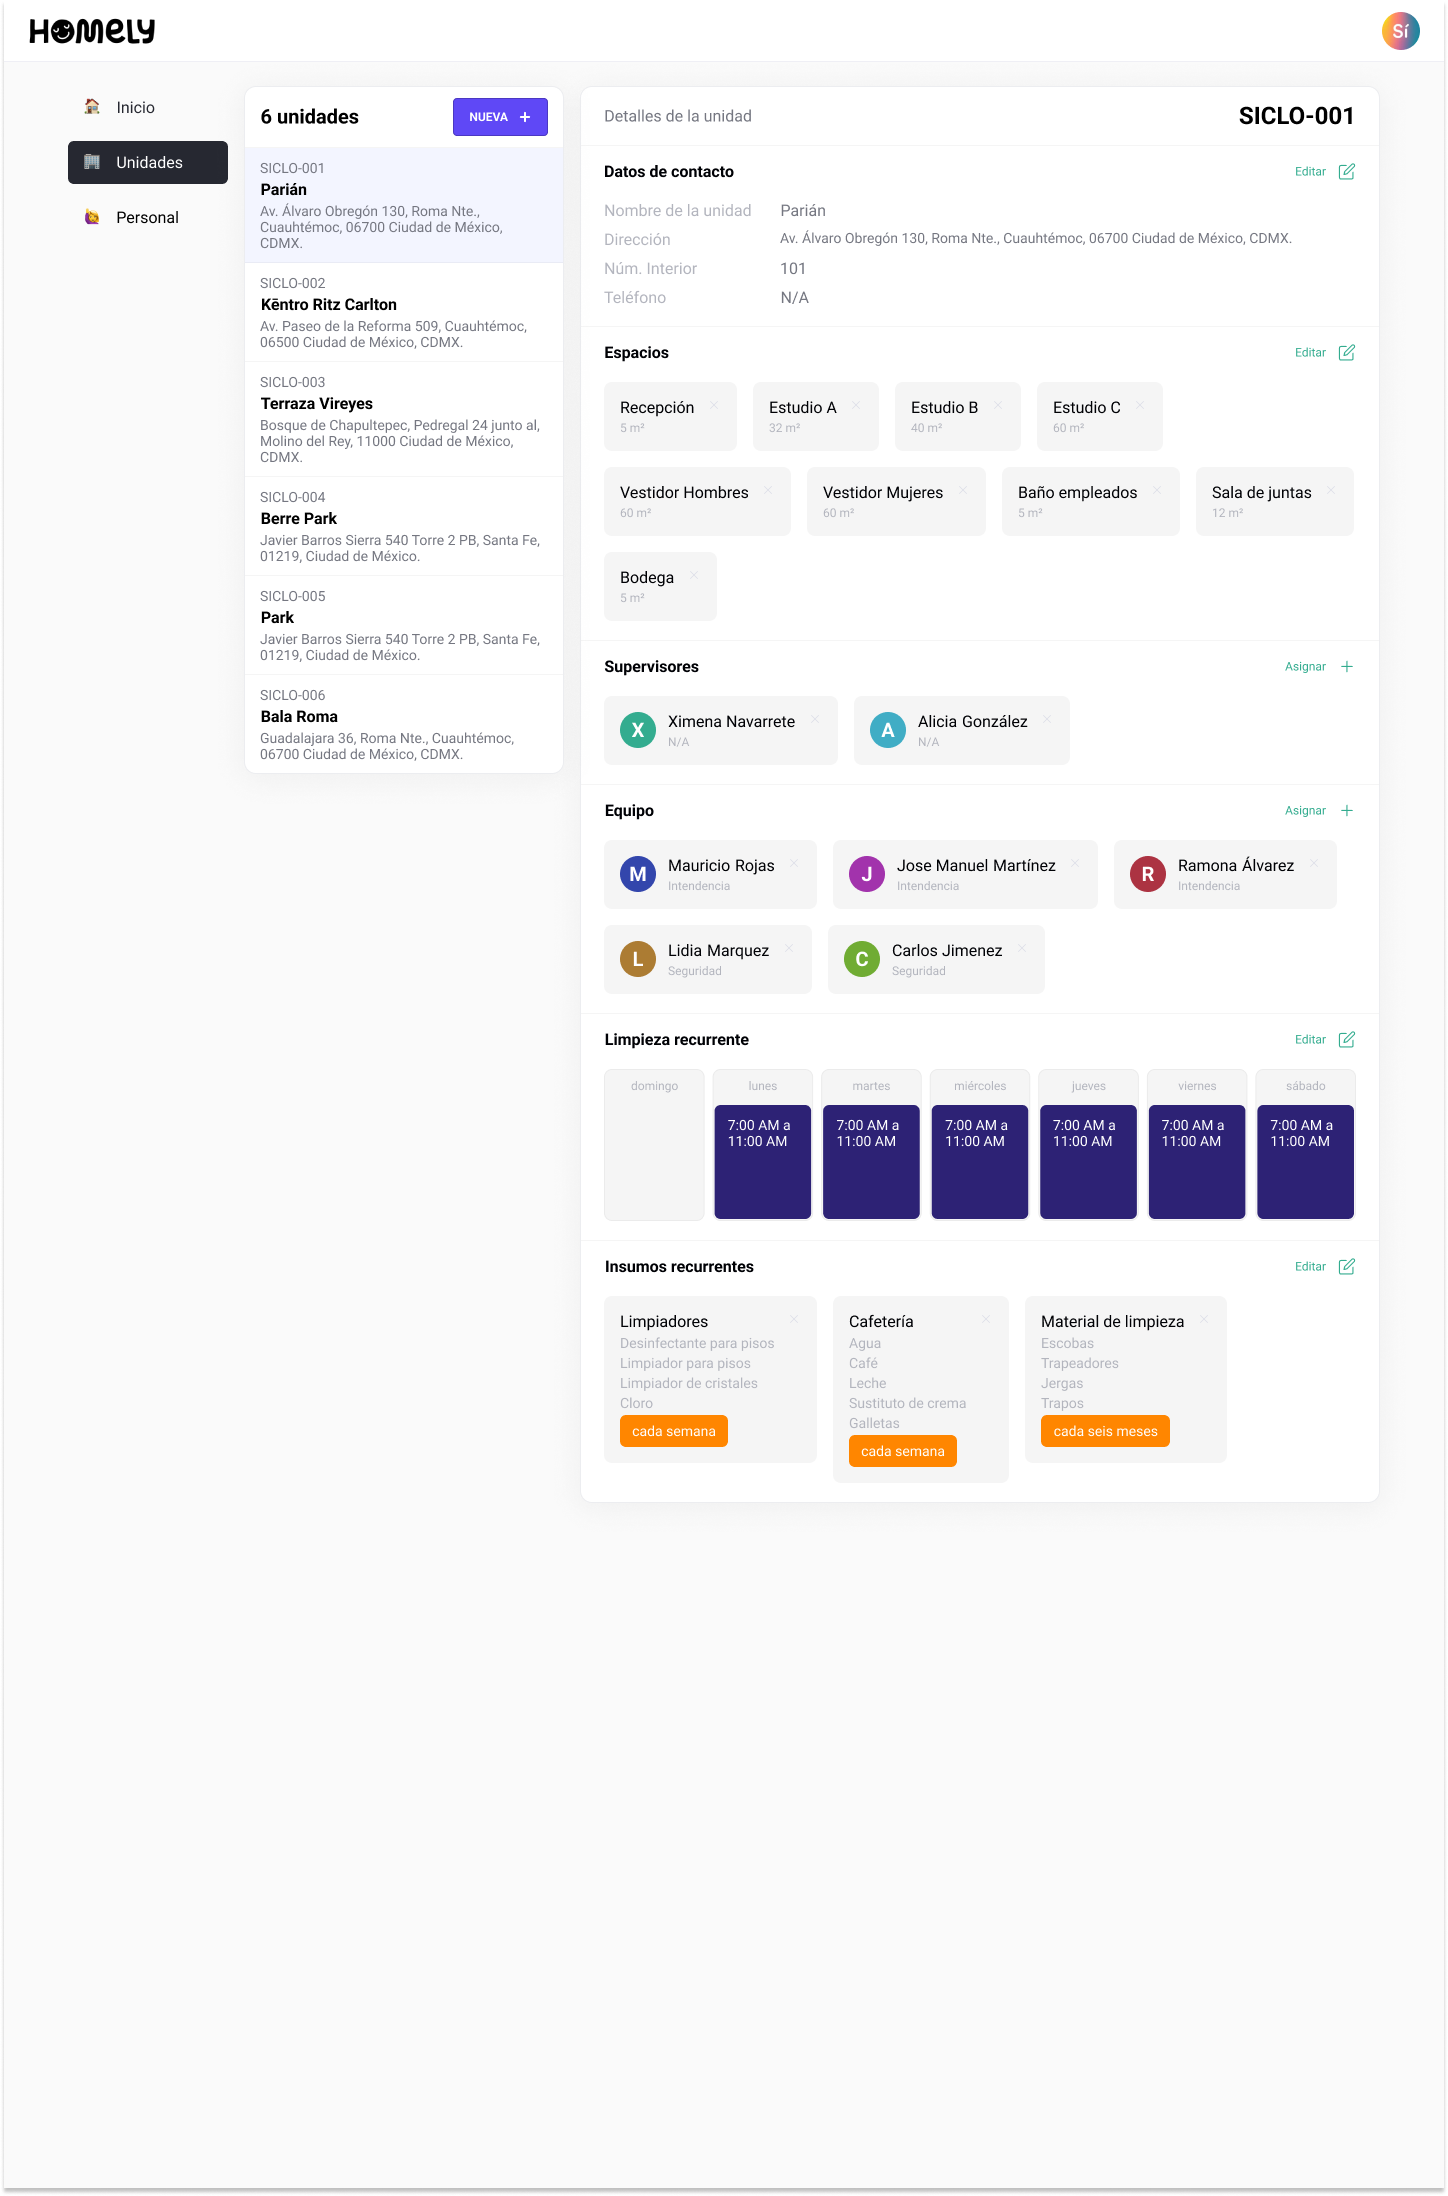 HOMELY
Sí
Inicio
Unidades
Personal
6 unidades
NUEVA +
SICLO-001
Parián
Av. Álvaro Obregón 130, Roma Nte.,
Cuauhtémoc, 06700 Ciudad de México,
CDMX.
SICLO-002
Kēntro Ritz Carlton
Av. Paseo de la Reforma 509, Cuauhtémoc,
06500 Ciudad de México, CDMX.
SICLO-003
Terraza Vireyes
Bosque de Chapultepec, Pedregal 24 junto al,
Molino del Rey, 11000 Ciudad de México,
CDMX.
SICLO-004
Berre Park
Javier Barros Sierra 540 Torre 2 PB, Santa Fe,
01219, Ciudad de México.
SICLO-005
Park
Javier Barros Sierra 540 Torre 2 PB, Santa Fe,
01219, Ciudad de México.
SICLO-006
Bala Roma
Guadalajara 36, Roma Nte., Cuauhtémoc,
06700 Ciudad de México, CDMX.
Detalles de la unidad
SICLO-001
Datos de contacto
Editar
Nombre de la unidad Parián
Dirección Av. Álvaro Obregón 130, Roma Nte., Cuauhtémoc, 06700 Ciudad de México, CDMX.
Núm. Interior 101
Teléfono N/A
Espacios
Editar
Recepción
5 m²
Estudio A
32 m²
Estudio B
40 m²
Estudio C
60 m²
Vestidor Hombres
60 m²
Vestidor Mujeres
60 m²
Baño empleados
5 m²
Sala de juntas
12 m²
Bodega
5 m²
Supervisores
Asignar +
X
Ximena Navarrete
N/A
A
Alicia González
N/A
Equipo
Asignar +
M
Mauricio Rojas
Intendencia
J
Jose Manuel Martínez
Intendencia
R
Ramona Álvarez
Intendencia
L
Lidia Marquez
Seguridad
C
Carlos Jimenez
Seguridad
Limpieza recurrente
Editar
domingo
lunes
7:00 AM a
11:00 AM
martes
7:00 AM a
11:00 AM
miércoles
7:00 AM a
11:00 AM
jueves
7:00 AM a
11:00 AM
viernes
7:00 AM a
11:00 AM
sábado
7:00 AM a
11:00 AM
Insumos recurrentes
Editar
Limpiadores
Desinfectante para pisos
Limpiador para pisos
Limpiador de cristales
Cloro
cada semana
Cafetería
Agua
Café
Leche
Sustituto de crema
Galletas
cada semana
Material de limpieza
Escobas
Trapeadores
Jergas
Trapos
cada seis meses